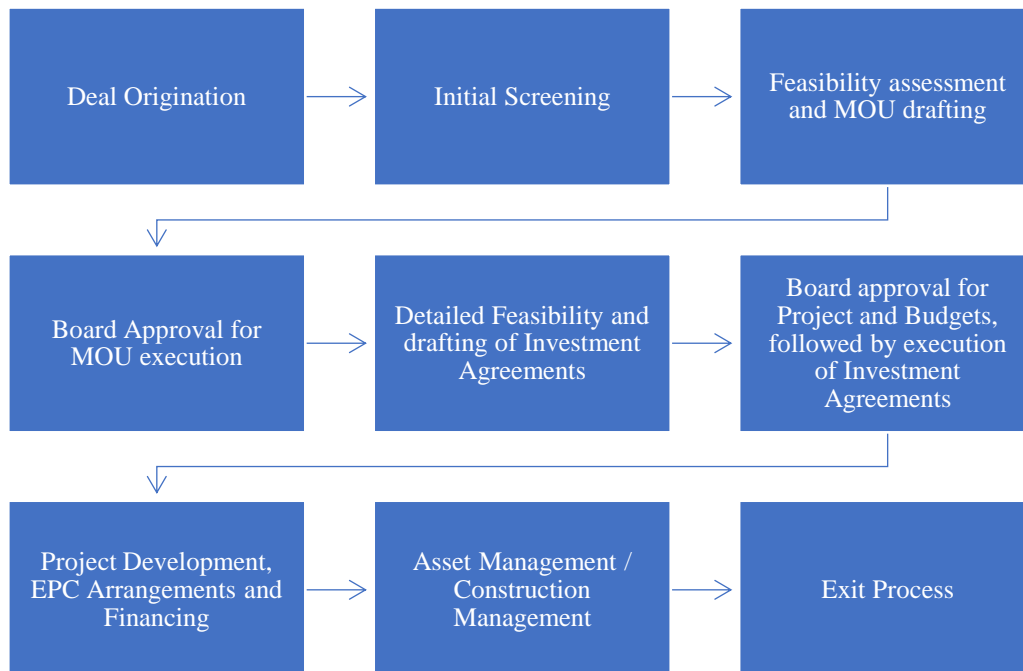 Deal Origination
Initial Screening
Feasibility assessment
and MOU drafting
Board Approval for
MOU execution
Detailed Feasibility and
drafting of Investment
Agreements
Board approval for
Project and Budgets,
followed by execution
of Investment
Agreements
Project Development,
EPC Arrangements and
Financing
Asset Management /
Construction
Management
Exit Process